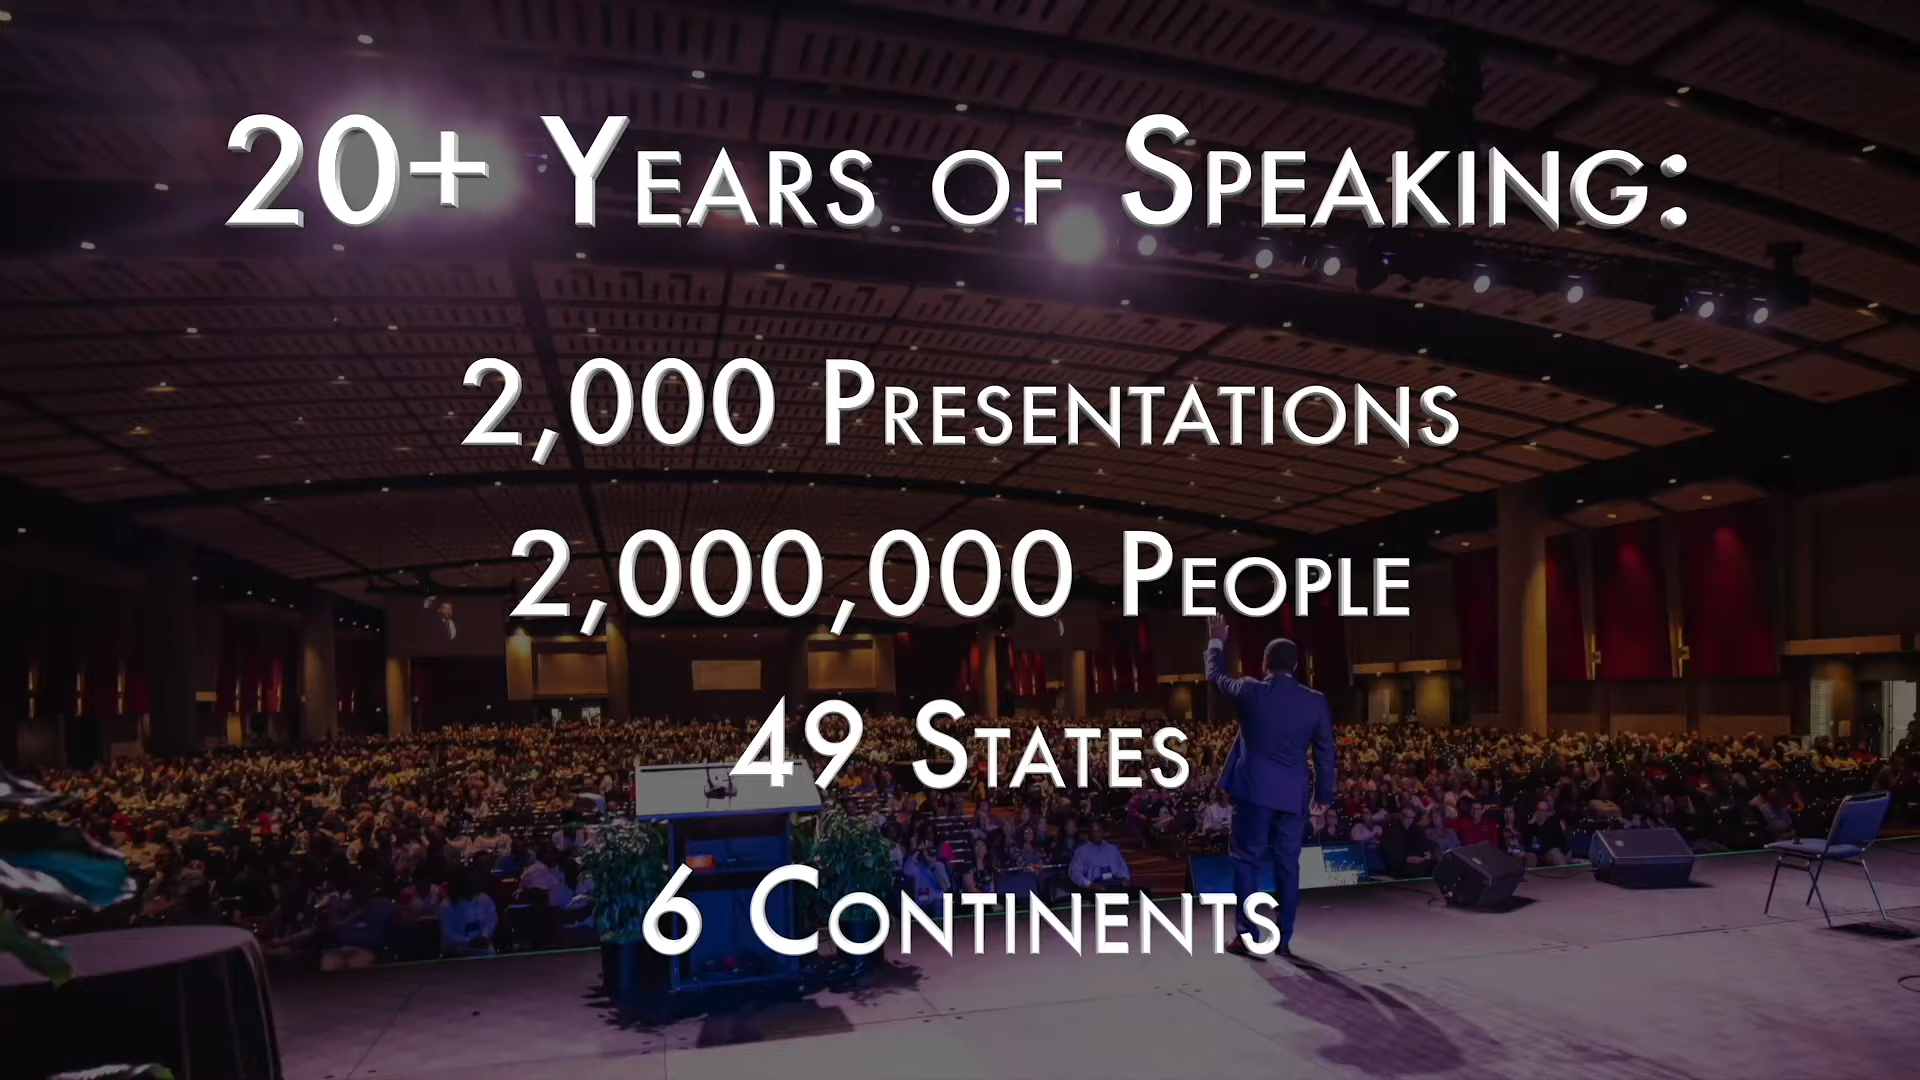 20+ Years of Speaking:
2,000 Presentations
2,000,000 People
49 States
6 Continents